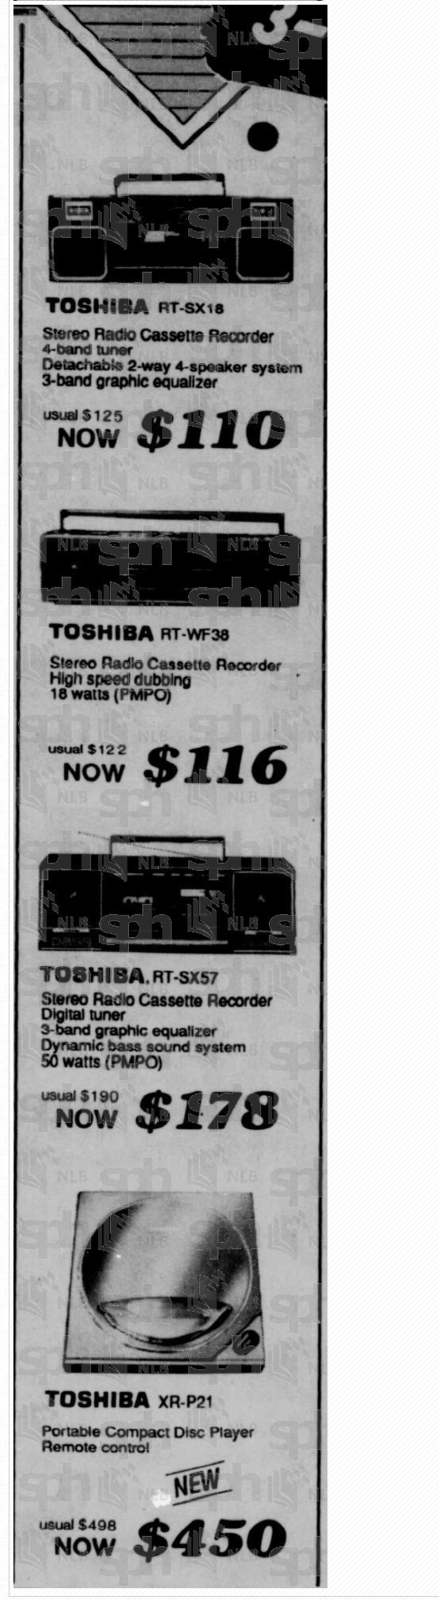 3-
TOSHIBA RT-SX18
Stereo Radio Cassette Recorder
4-band tuner
Detachable 2-way 4-speaker system
3-band graphic equalizer
usual $125
NOW $110
TOSHIBA RT-WF38
Stereo Radio Cassette Recorder
High speed dubbing
18 watts (PMPO)
usual $122
NOW $116
TOSHIBA RT-SX57
Stereo Radio Cassette Recorder
Digital tuner
3-band graphic equalizer
Dynamic bass sound system
50 watts (PMPO)
usual $190
NOW $178
TOSHIBA XR-P21
Portable Compact Disc Player
Remote control
NEW
usual $498
NOW $450
sph NLB